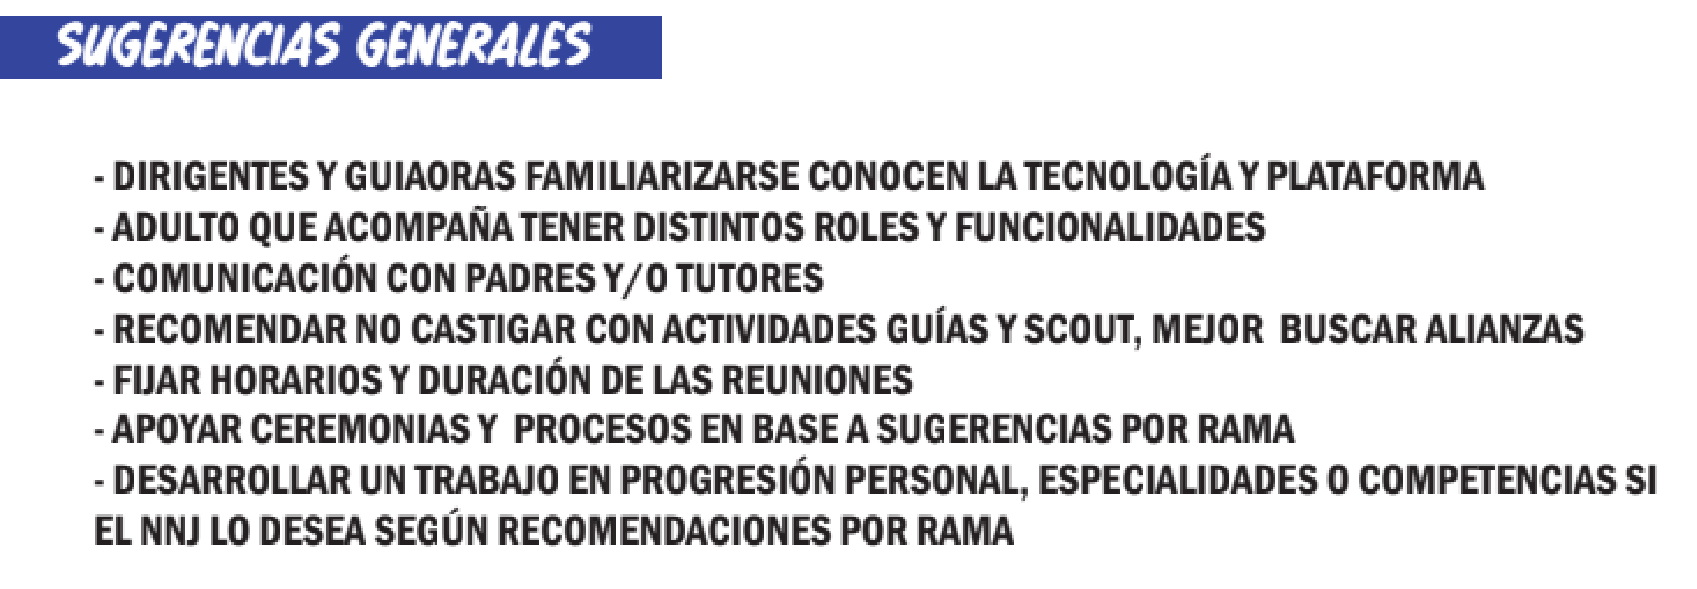 SUGERENCIAS GENERALES
- DIRIGENTES Y GUIAORAS FAMILIARIZARSE CONOCEN LA TECNOLOGÍA Y PLATAFORMA
- ADULTO QUE ACOMPAÑA TENER DISTINTOS ROLES Y FUNCIONALIDADES
- COMUNICACIÓN CON PADRES Y/O TUTORES
- RECOMENDAR NO CASTIGAR CON ACTIVIDADES GUÍAS Y SCOUT, MEJOR BUSCAR ALIANZAS
- FIJAR HORARIOS Y DURACIÓN DE LAS REUNIONES
- APOYAR CEREMONIAS Y PROCESOS EN BASE A SUGERENCIAS POR RAMA
- DESARROLLAR UN TRABAJO EN PROGRESIÓN PERSONAL, ESPECIALIDADES O COMPETENCIAS SI
EL NNJ LO DESEA SEGÚN RECOMENDACIONES POR RAMA